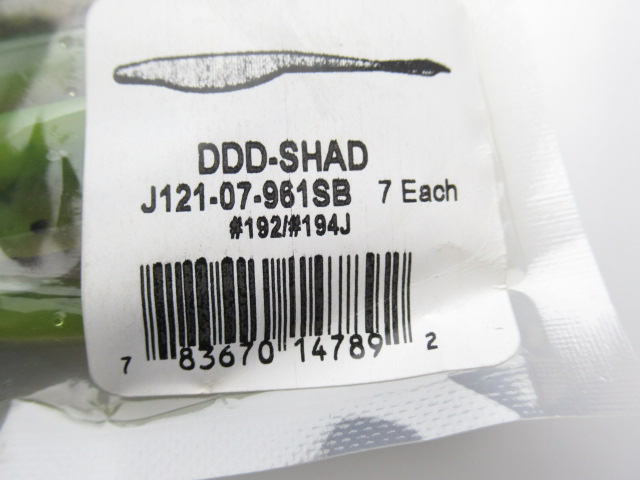 DDD-SHAD
J121-07-961SB 7 Each
#192/#194J
7 83670 14789 2